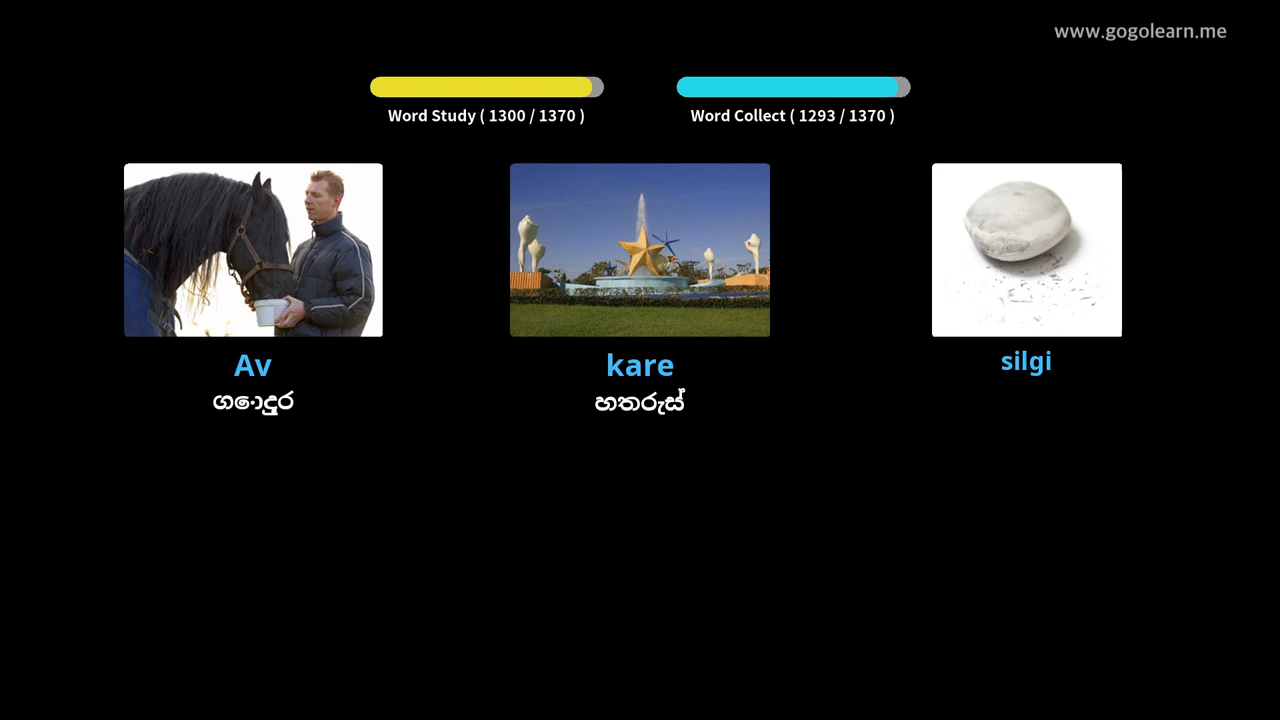 www.gogolearn.me
Word Study ( 1300 / 1370 )
Word Collect ( 1293 / 1370 )
Av
kare
silgi
ගොදුර
හතරැස්